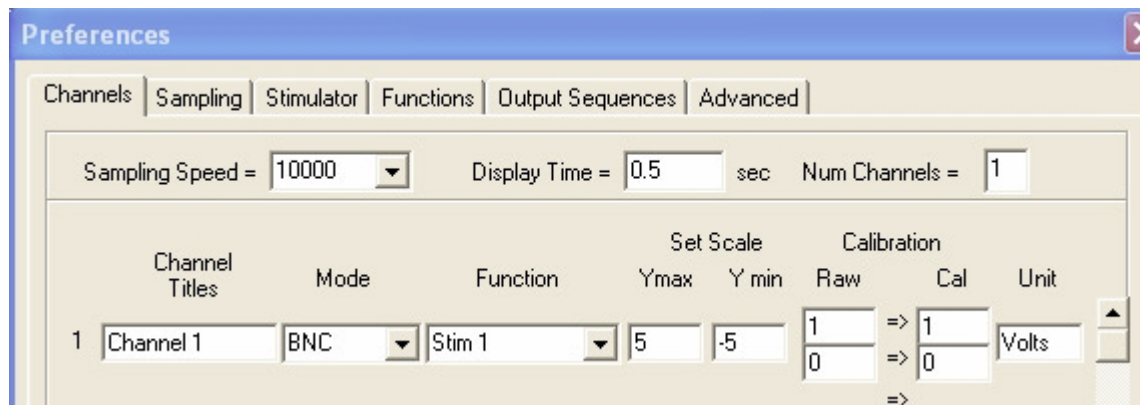 Preferences
Channels Sampling Stimulator Functions Output Sequences Advanced
Sampling Speed = 10000 Display Time = 0.5 sec Num Channels = 1
Set Scale Calibration
Channel Titles Mode Function Ymax Y min Raw Cal Unit
1 Channel 1 BNC Stim 1 5 -5 1 => 1 Volts
0 => 0
=>